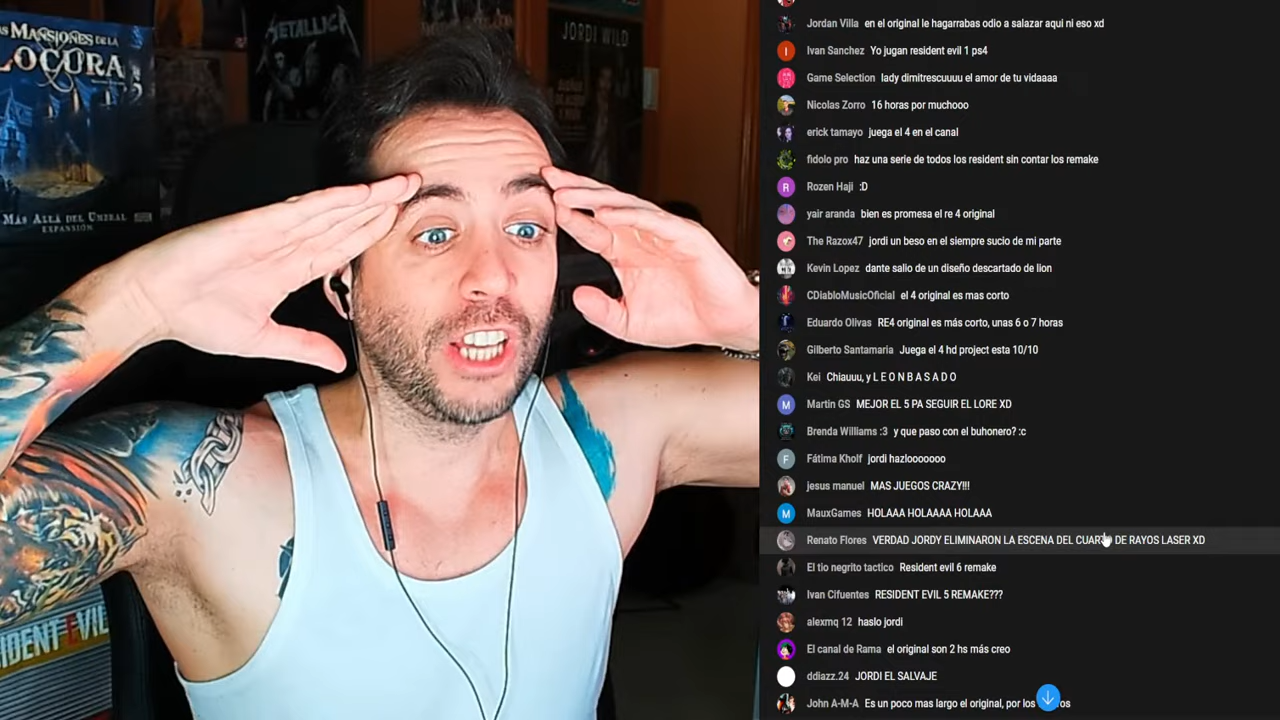 MANSIONES DE LA
LOCURA
MÁS ALLÁ DEL UMBRAL
EXPANSIÓN
METALLICA
JORDI WILD
Jordan Villa en el original le hagarrabas odio a salazar aqui ni eso xd
Ivan Sanchez Yo jugan resident evil 1 ps4
Game Selection lady dimitrescuuuu el amor de tu vidaaaa
Nicolas Zorro 16 horas por muchooo
erick tamayo juega el 4 en el canal
fidolo pro haz una serie de todos los resident sin contar los remake
R Rozen Haji :D
yair aranda bien es promesa el re 4 original
The Razox47 jordi un beso en el siempre sucio de mi parte
Kevin Lopez dante salio de un diseño descartado de lion
CDiabloMusicOficial el 4 original es mas corto
Eduardo Olivas RE4 original es más corto, unas 6 o 7 horas
Gilberto Santamaria Juega el 4 hd project esta 10/10
Kei Chiauuu, y L E O N B A S A D O
M Martin GS MEJOR EL 5 PA SEGUIR EL LORE XD
Brenda Williams :3 y que paso con el buhonero? :c
F Fátima Kholf jordi hazlooooooo
jesus manuel MAS JUEGOS CRAZY!!!
M MauxGames HOLAAA HOLAAAA HOLAAA
Renato Flores VERDAD JORDY ELIMINARON LA ESCENA DEL CUARTO DE RAYOS LASER XD
El tio negrito tactico Resident evil 6 remake
Ivan Cifuentes RESIDENT EVIL 5 REMAKE???
alexmq 12 haslo jordi
El canal de Rama el original son 2 hs más creo
ddiazz.24 JORDI EL SALVAJE
John A-M-A Es un poco mas largo el original, por los
I
IDENT EVIL